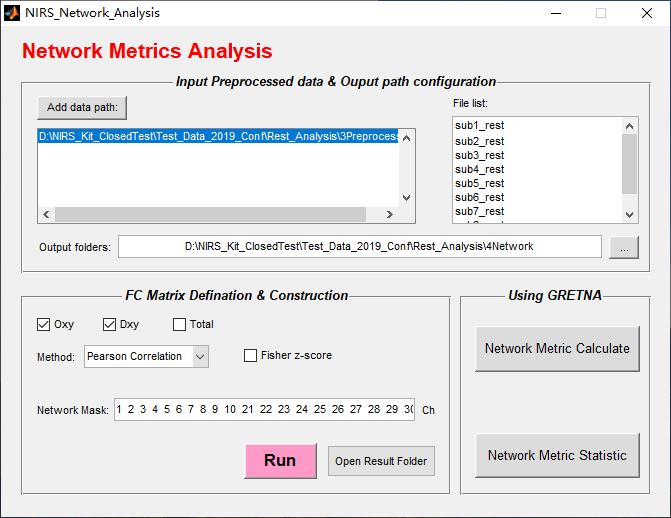 NIRS_Network_Analysis
Network Metrics Analysis
Input Preprocessed data & Ouput path configuration
Add data path:
D:\NIRS_Kit_ClosedTest\Test_Data_2019_Conf\Rest_Analysis\3Preprocess
File list:
sub1_rest
sub2_rest
sub3_rest
sub4_rest
sub5_rest
sub6_rest
sub7_rest
Output folders:
D:\NIRS_Kit_ClosedTest\Test_Data_2019_Conf\Rest_Analysis\4Network
...
FC Matrix Defination & Construction
Oxy Dxy Total
Method: Pearson Correlation Fisher z-score
Network Mask: 1 2 3 4 5 6 7 8 9 10 21 22 23 24 25 26 27 28 29 30 Ch
Run Open Result Folder
Using GRETNA
Network Metric Calculate
Network Metric Statistic